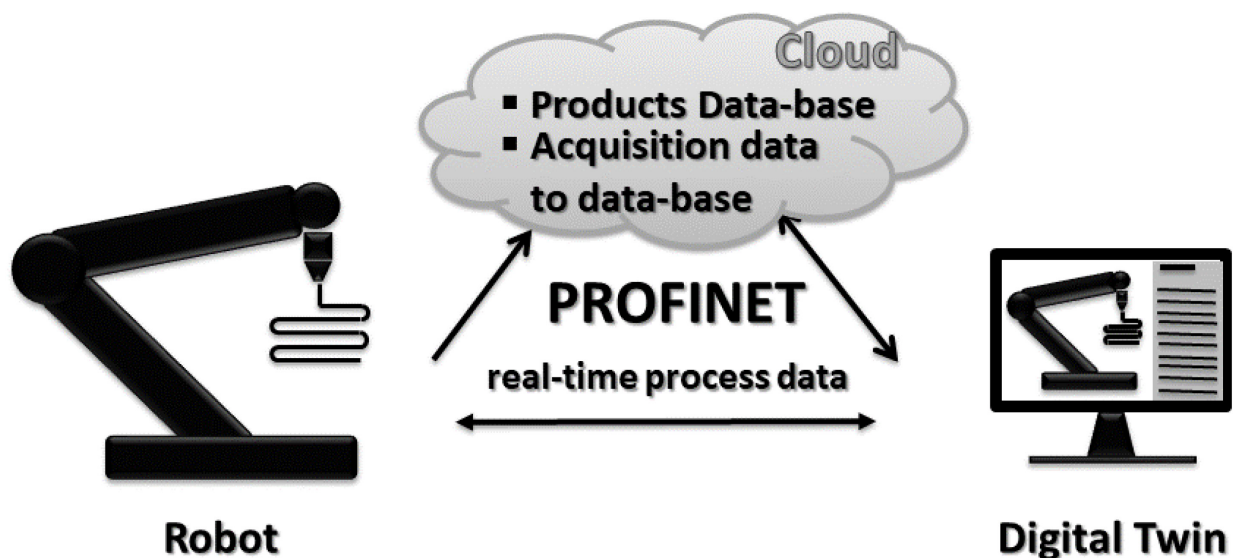 Cloud
▪ Products Data-base
▪ Acquisition data
to data-base
PROFINET
real-time process data
Robot
Digital Twin